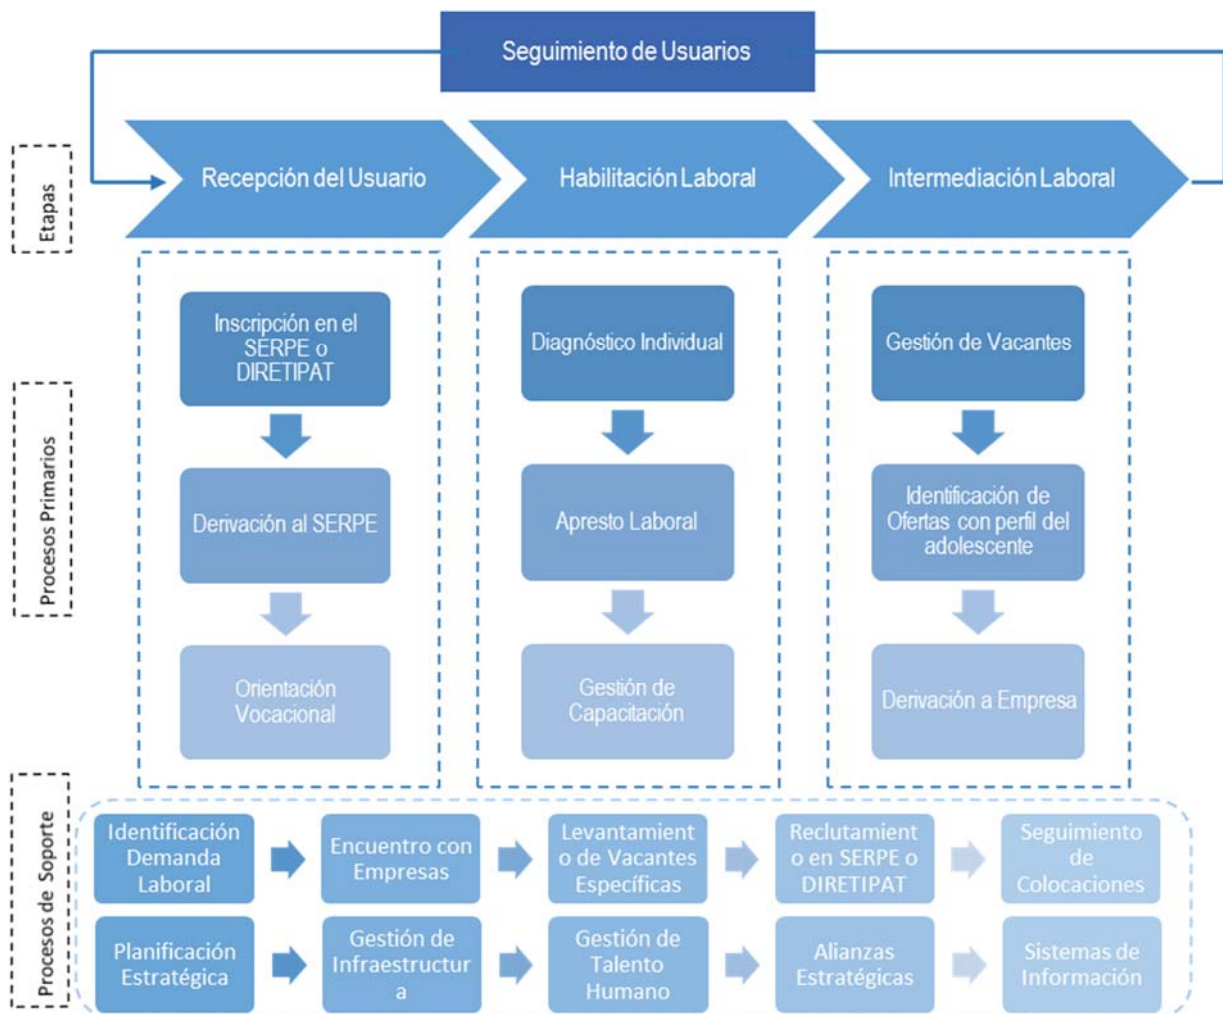 Seguimiento de Usuarios
Etapas
Recepción del Usuario
Habilitación Laboral
Intermediación Laboral
Procesos Primarios
Inscripción en el
SERPE o
DIRETIPAT
Derivación al SERPE
Orientación
Vocacional
Diagnóstico Individual
Apresto Laboral
Gestión de
Capacitación
Gestión de Vacantes
Identificación de
Ofertas con perfil del
adolescente
Derivación a Empresa
Procesos de Soporte
Identificación
Demanda
Laboral
Encuentro con
Empresas
Levantamient
o de Vacantes
Específicas
Reclutamient
o en SERPE o
DIRETIPAT
Seguimiento
de
Colocaciones
Planificación
Estratégica
Gestión de
Infraestructur
a
Gestión de
Talento
Humano
Alianzas
Estratégicas
Sistemas de
Información